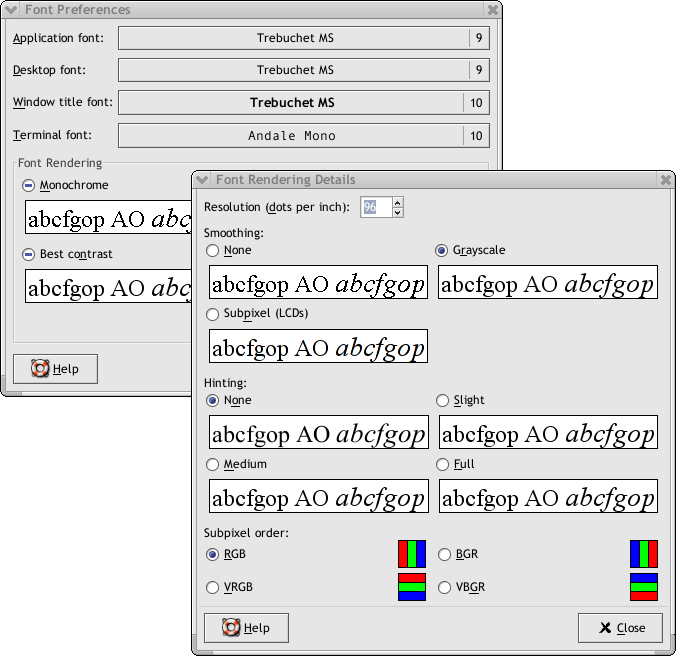 Font Preferences
Application font: Trebuchet MS 9
Desktop font: Trebuchet MS 9
Window title font: Trebuchet MS 10
Terminal font: Andale Mono 10
Font Rendering
Monochrome
abcfgop AO abc
Best contrast
abcfgop AO abcf
Help
Font Rendering Details
Resolution (dots per inch): 96
Smoothing:
None Grayscale
abcfgop AO abcfgop abcfgop AO abcfgop
Subpixel (LCDs)
abcfgop AO abcfgop
Hinting:
None Slight
abcfgop AO abcfgop abcfgop AO abcfgop
Medium Full
abcfgop AO abcfgop abcfgop AO abcfgop
Subpixel order:
RGB BGR
VRGB VBGR
Help Close